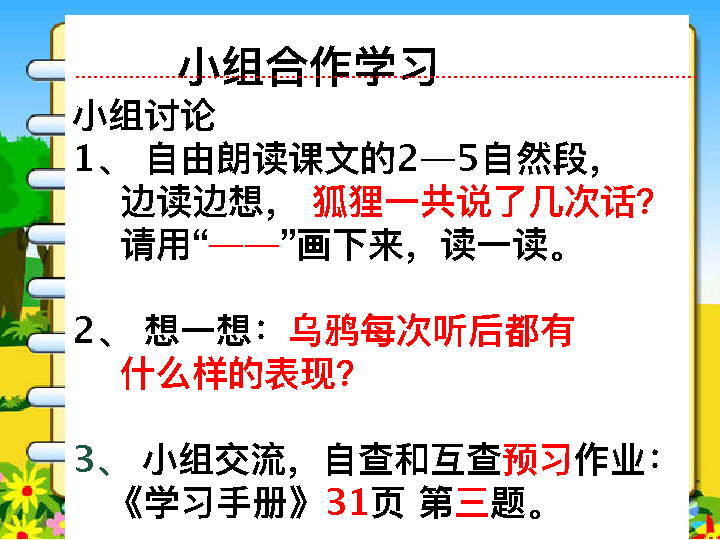 小组合作学习
小组讨论
1、 自由朗读课文的2—5自然段，
边读边想， 狐狸一共说了几次话?
请用“——”画下来，读一读。
2、 想一想：乌鸦每次听后都有
什么样的表现?
3、 小组交流，自查和互查预习作业：
《学习手册》31页 第三题。